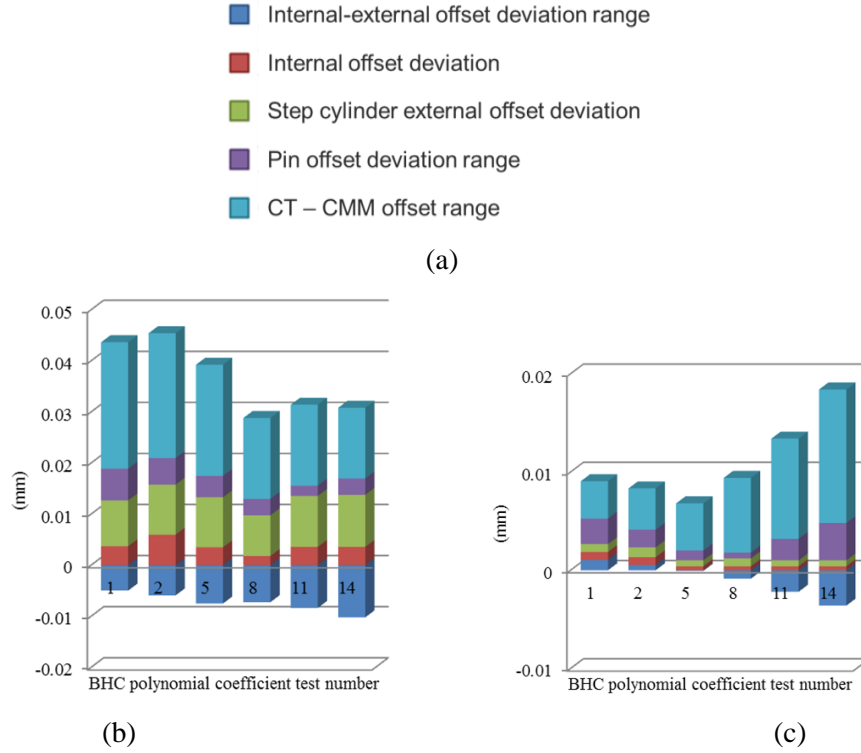 Internal-external offset deviation range
Internal offset deviation
Step cylinder external offset deviation
Pin offset deviation range
CT – CMM offset range
(a)
0.05
0.04
0.03
0.02
0.01
0
-0.01
-0.02
(mm)
1 2 5 8 11 14
BHC polynomial coefficient test number
(b)
0.02
0.01
0
-0.01
(mm)
1 2 5 8 11 14
BHC polynomial coefficient test number
(c)